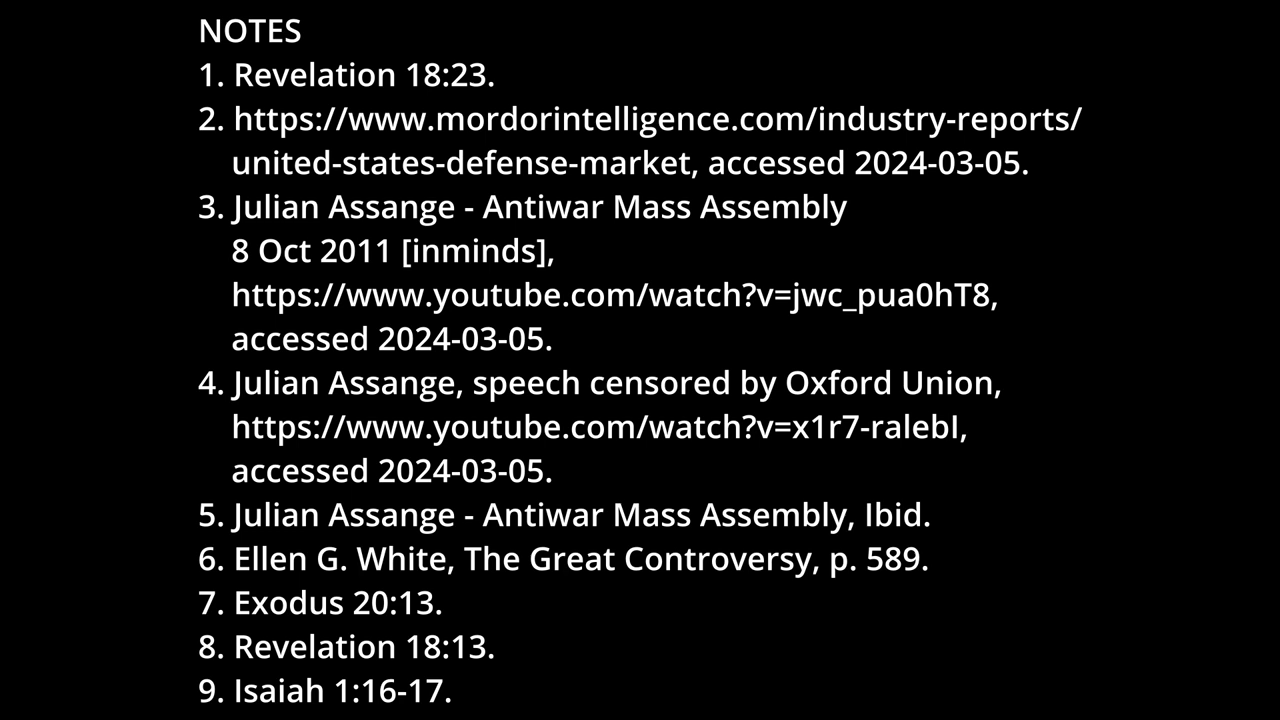 NOTES
1. Revelation 18:23.
2. https://www.mordorintelligence.com/industry-reports/
united-states-defense-market, accessed 2024-03-05.
3. Julian Assange - Antiwar Mass Assembly
8 Oct 2011 [inminds],
https://www.youtube.com/watch?v=jwc_pua0hT8,
accessed 2024-03-05.
4. Julian Assange, speech censored by Oxford Union,
https://www.youtube.com/watch?v=x1r7-ralebI,
accessed 2024-03-05.
5. Julian Assange - Antiwar Mass Assembly, Ibid.
6. Ellen G. White, The Great Controversy, p. 589.
7. Exodus 20:13.
8. Revelation 18:13.
9. Isaiah 1:16-17.